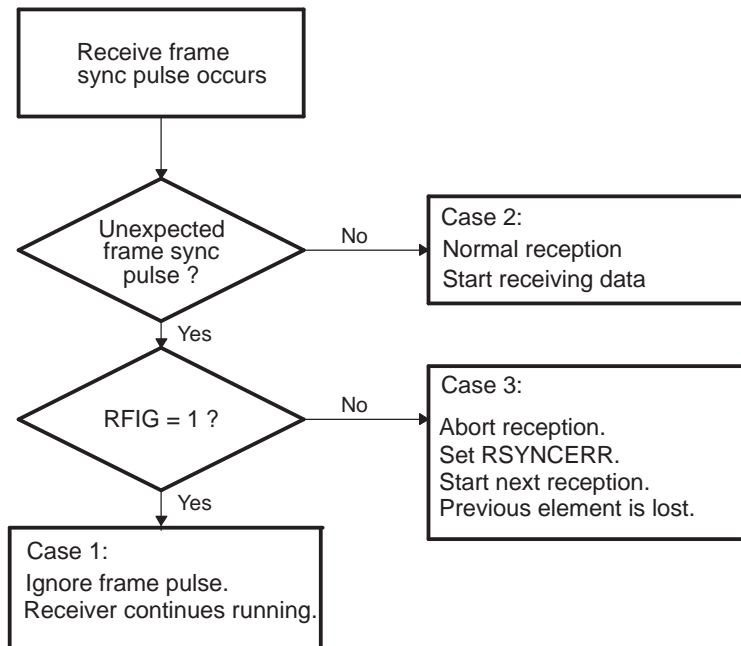 Receive frame
sync pulse occurs
Unexpected
frame sync
pulse ?
No
Case 2:
Normal reception
Start receiving data
Yes
RFIG = 1 ?
No
Case 3:
Abort reception.
Set RSYNCERR.
Start next reception.
Previous element is lost.
Yes
Case 1:
Ignore frame pulse.
Receiver continues running.